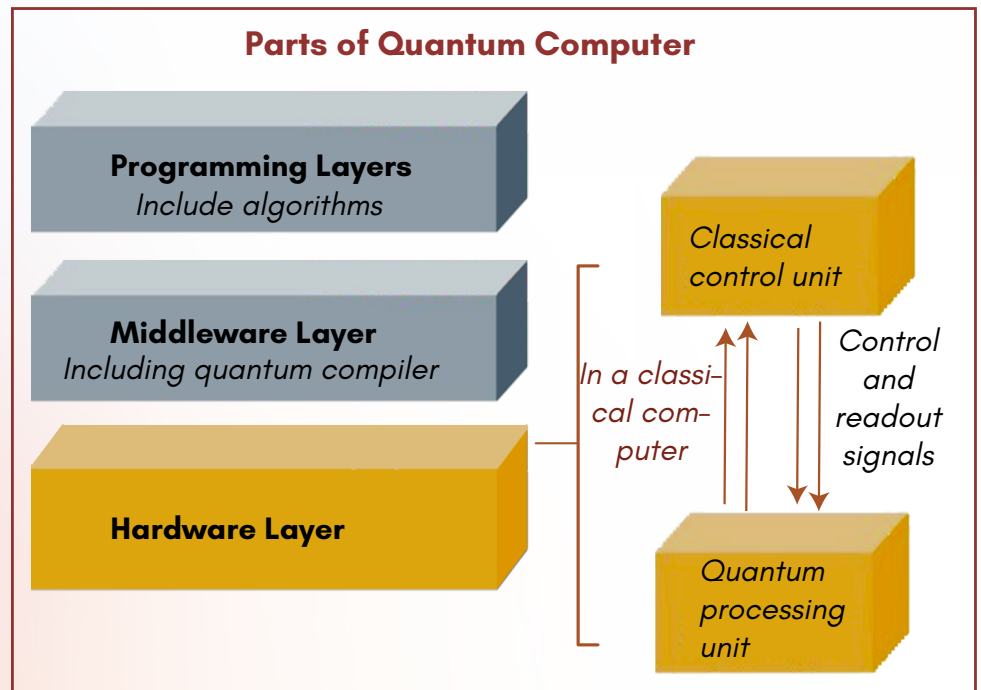 Parts of Quantum Computer
Programming Layers
Include algorithms
Middleware Layer
Including quantum compiler
Hardware Layer
In a classi-
cal com-
puter
Classical
control unit
Control
and
readout
signals
Quantum
processing
unit